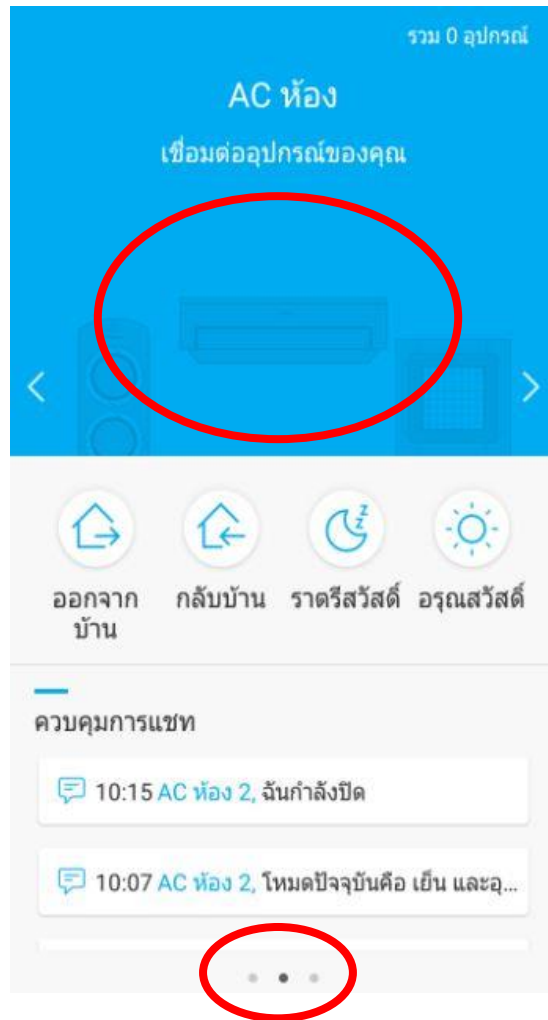 รวม 0 อุปกรณ์
AC ห้อง
เชื่อมต่ออุปกรณ์ของคุณ
ออกจาก
บ้าน
กลับบ้าน
ราตรีสวัสดิ์
อรุณสวัสดิ์
ควบคุมการแชท
10:15 AC ห้อง 2, ฉันกำลังปิด
10:07 AC ห้อง 2, โหมดปัจจุบันคือ เย็น และอุ...